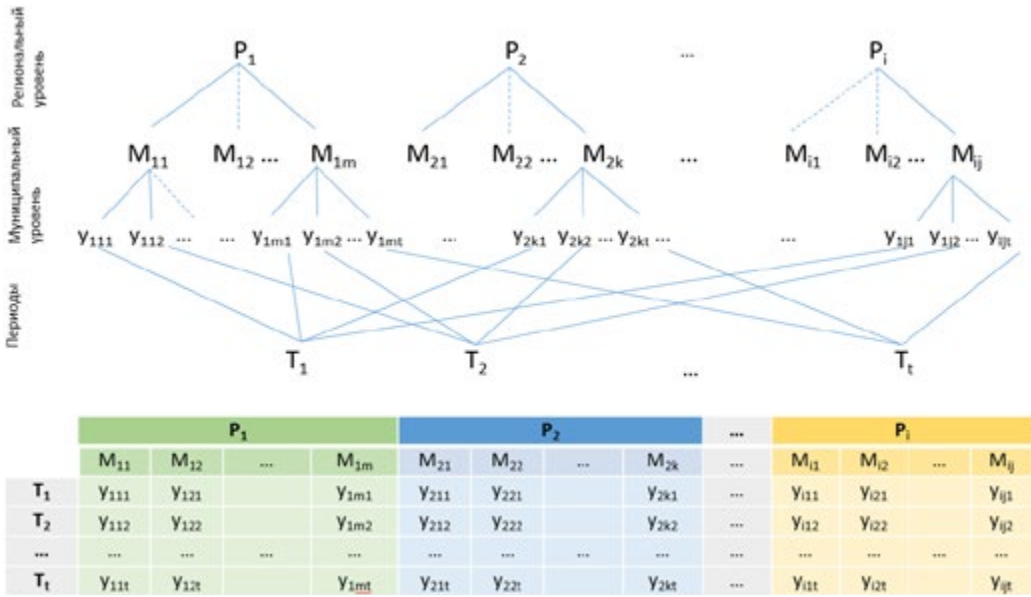 Региональный
уровень
P₁ P₂ ... Pᵢ
Муниципальный
уровень
M₁₁ M₁₂ ... M₁ₘ M₂₁ M₂₂ ... M₂ₖ ... Mᵢ₁ Mᵢ₂ ... Mᵢⱼ
y₁₁₁ y₁₁₂ ... ... y₁ₘ₁ y₁ₘ₂ ... y₁ₘₜ ... y₂ₖ₁ y₂ₖ₂ ... y₂ₖₜ ... ... y₁ⱼ₁ y₁ⱼ₂ ... yᵢⱼₜ
Периоды
T₁ T₂ ... Tₜ
P₁ P₂ ... Pᵢ
M₁₁ M₁₂ ... M₁ₘ M₂₁ M₂₂ ... M₂ₖ ... Mᵢ₁ Mᵢ₂ ... Mᵢⱼ
T₁ y₁₁₁ y₁₂₁ y₁ₘ₁ y₂₁₁ y₂₂₁ y₂ₖ₁ ... yᵢ₁₁ yᵢ₂₁ yᵢⱼ₁
T₂ y₁₁₂ y₁₂₂ y₁ₘ₂ y₂₁₂ y₂₂₂ y₂ₖ₂ ... yᵢ₁₂ yᵢ₂₂ yᵢⱼ₂
... ... ... ... ... ... ... ... ... ... ... ... ... ...
Tₜ y₁₁ₜ y₁₂ₜ y₁ₘₜ y₂₁ₜ y₂₂ₜ y₂ₖₜ ... yᵢ₁ₜ yᵢ₂ₜ yᵢⱼₜ